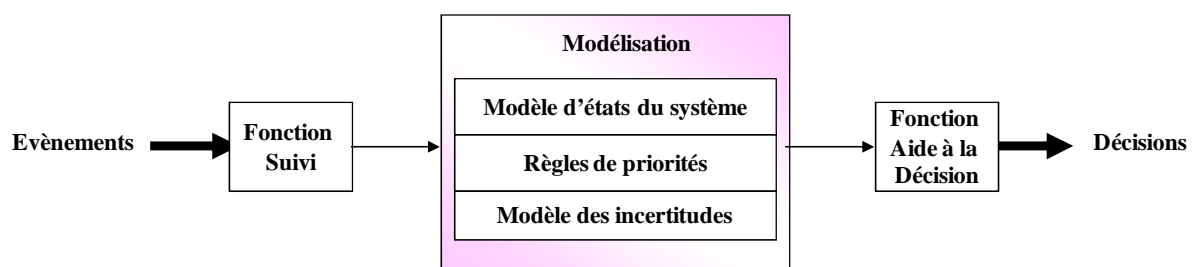 Evènements
Fonction
Suivi
Modélisation
Modèle d'états du système
Règles de priorités
Modèle des incertitudes
Fonction
Aide à la
Décision
Décisions